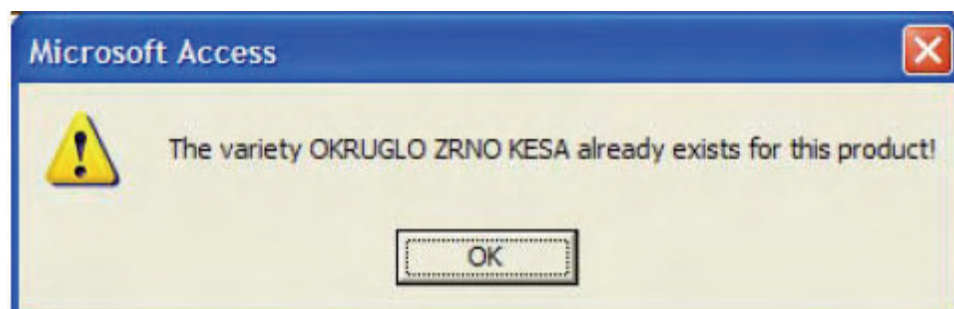 Microsoft Access
The variety OKRUGLO ZRNO KESA already exists for this product!
OK